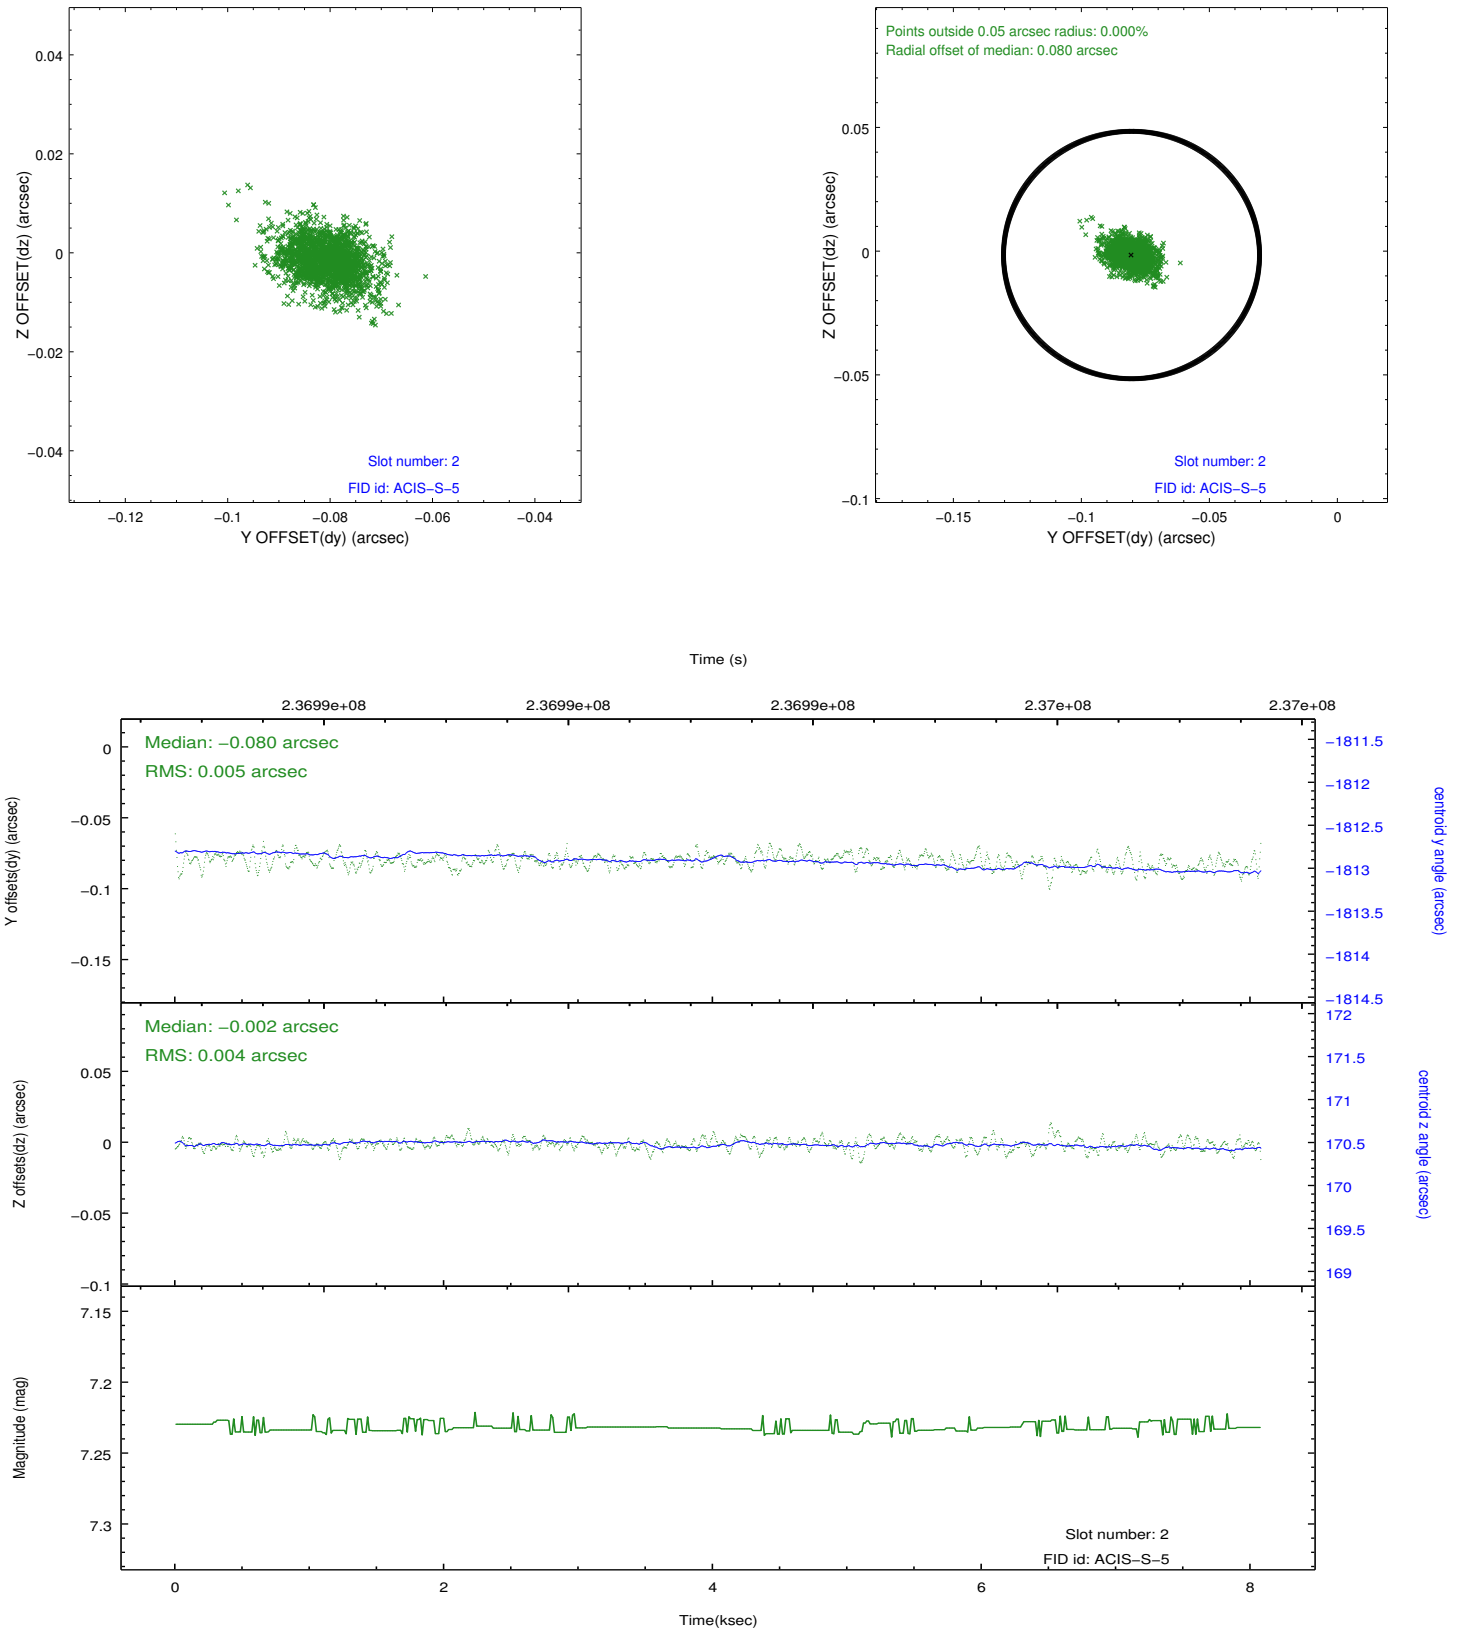 0.04
0.02
0
−0.02
−0.04
Z OFFSET(dz) (arcsec)
Slot number: 2
FID id: ACIS−S−5
−0.12
−0.1
−0.08
−0.06
−0.04
Y OFFSET(dy) (arcsec)
Points outside 0.05 arcsec radius: 0.000%
Radial offset of median: 0.080 arcsec
0.05
0
−0.05
−0.1
Z OFFSET(dz) (arcsec)
Slot number: 2
FID id: ACIS−S−5
−0.15
−0.1
−0.05
0
Y OFFSET(dy) (arcsec)
Time (s)
2.3699e+08
2.3699e+08
2.3699e+08
2.37e+08
2.37e+08
Median: −0.080 arcsec
RMS: 0.005 arcsec
0
−0.05
−0.1
−0.15
Y offsets(dy) (arcsec)
−1811.5
−1812
−1812.5
−1813
−1813.5
−1814
−1814.5
centroid y angle (arcsec)
Median: −0.002 arcsec
RMS: 0.004 arcsec
0.05
0
−0.05
−0.1
Z offsets(dz) (arcsec)
172
171.5
171
170.5
170
169.5
169
centroid z angle (arcsec)
7.15
7.2
7.25
7.3
Magnitude (mag)
Slot number: 2
FID id: ACIS−S−5
0
2
4
6
8
Time(ksec)